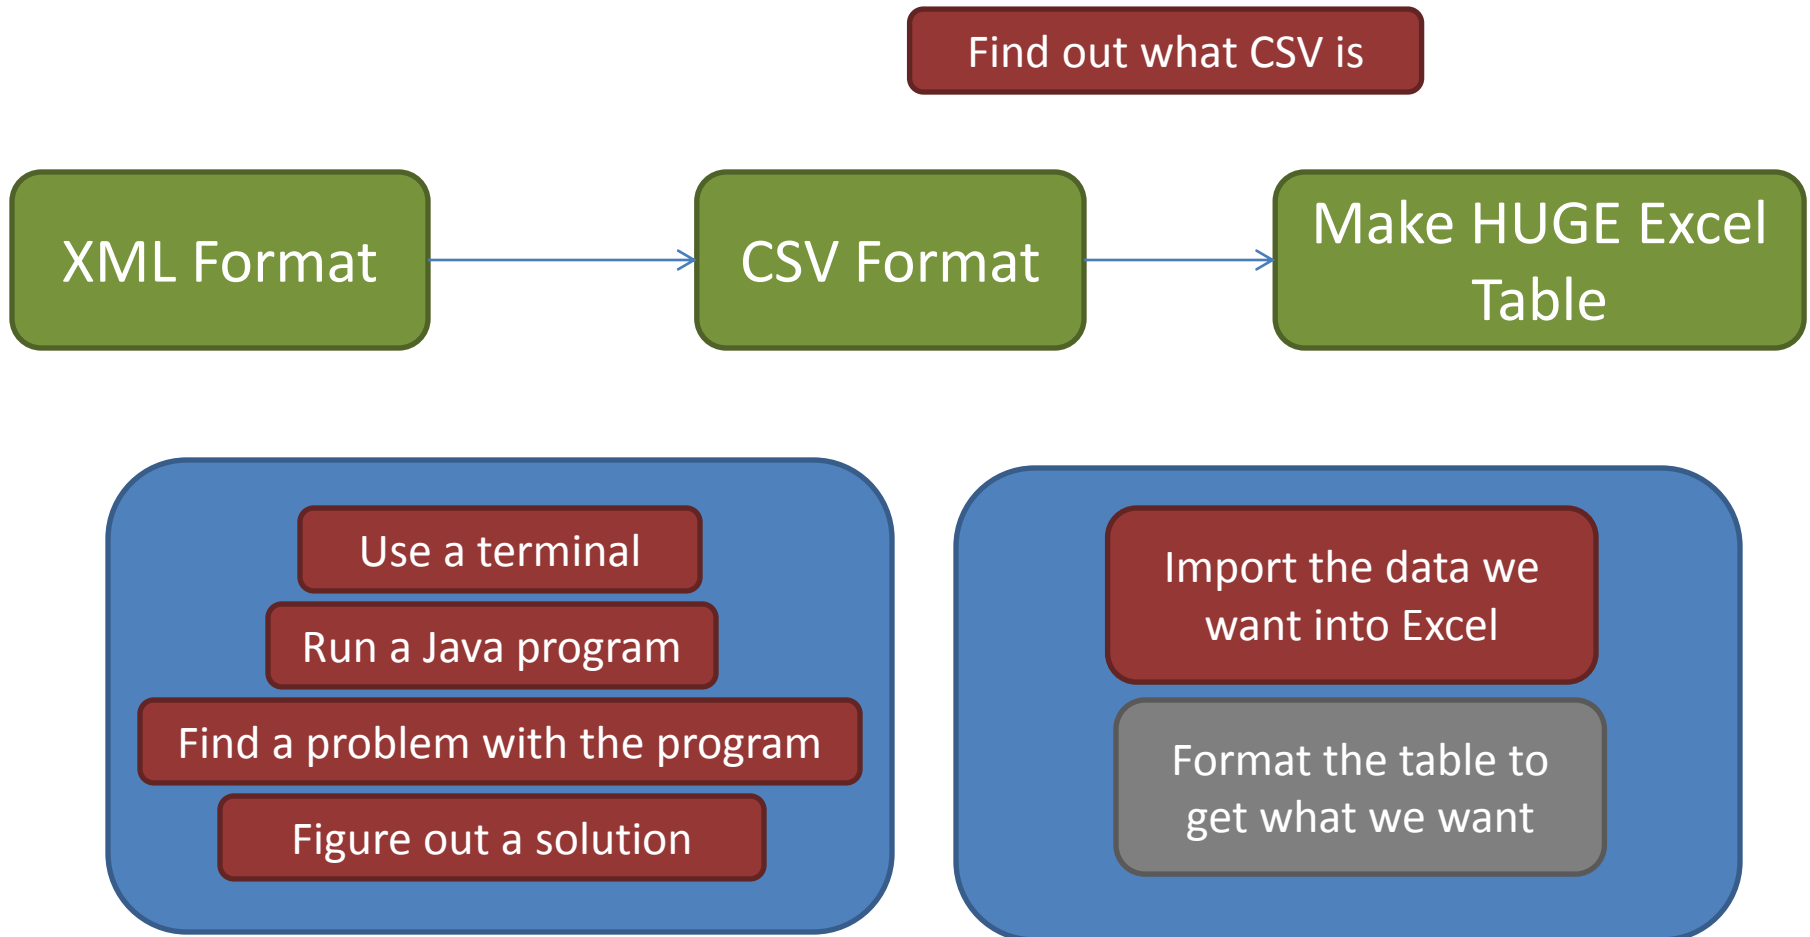 Find out what CSV is
XML Format
CSV Format
Make HUGE Excel
Table
Use a terminal
Run a Java program
Find a problem with the program
Figure out a solution
Import the data we
want into Excel
Format the table to
get what we want